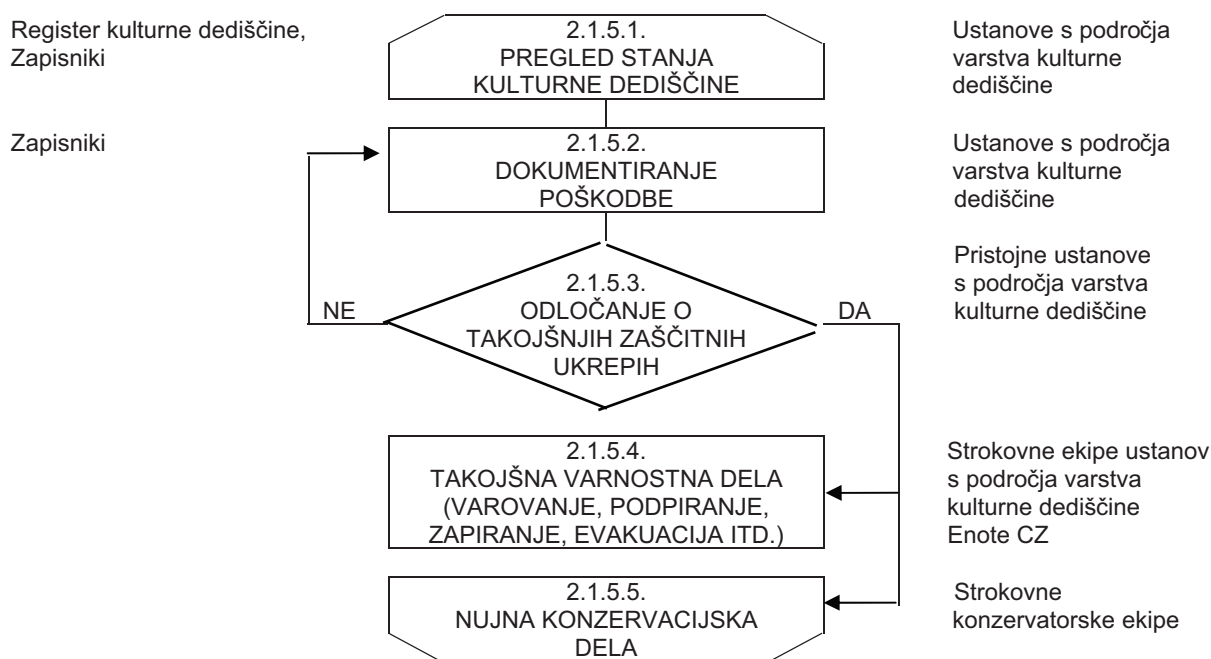 Register kulturne dediščine,
Zapisniki
2.1.5.1.
PREGLED STANJA
KULTURNE DEDIŠČINE
Ustanove s področja
varstva kulturne
dediščine
Zapisniki
2.1.5.2.
DOKUMENTIRANJE
POŠKODBE
Ustanove s področja
varstva kulturne
dediščine
NE
2.1.5.3.
ODLOČANJE O
TAKOJŠNJIH ZAŠČITNIH
UKREPIH
DA
Pristojne ustanove
s področja varstva
kulturne dediščine
2.1.5.4.
TAKOJŠNA VARNOSTNA DELA
(VAROVANJE, PODPIRANJE,
ZAPIRANJE, EVAKUACIJA ITD.)
Strokovne ekipe ustanov
s področja varstva
kulturne dediščine
Enote CZ
2.1.5.5.
NUJNA KONZERVACIJSKA
DELA
Strokovne
konzervatorske ekipe